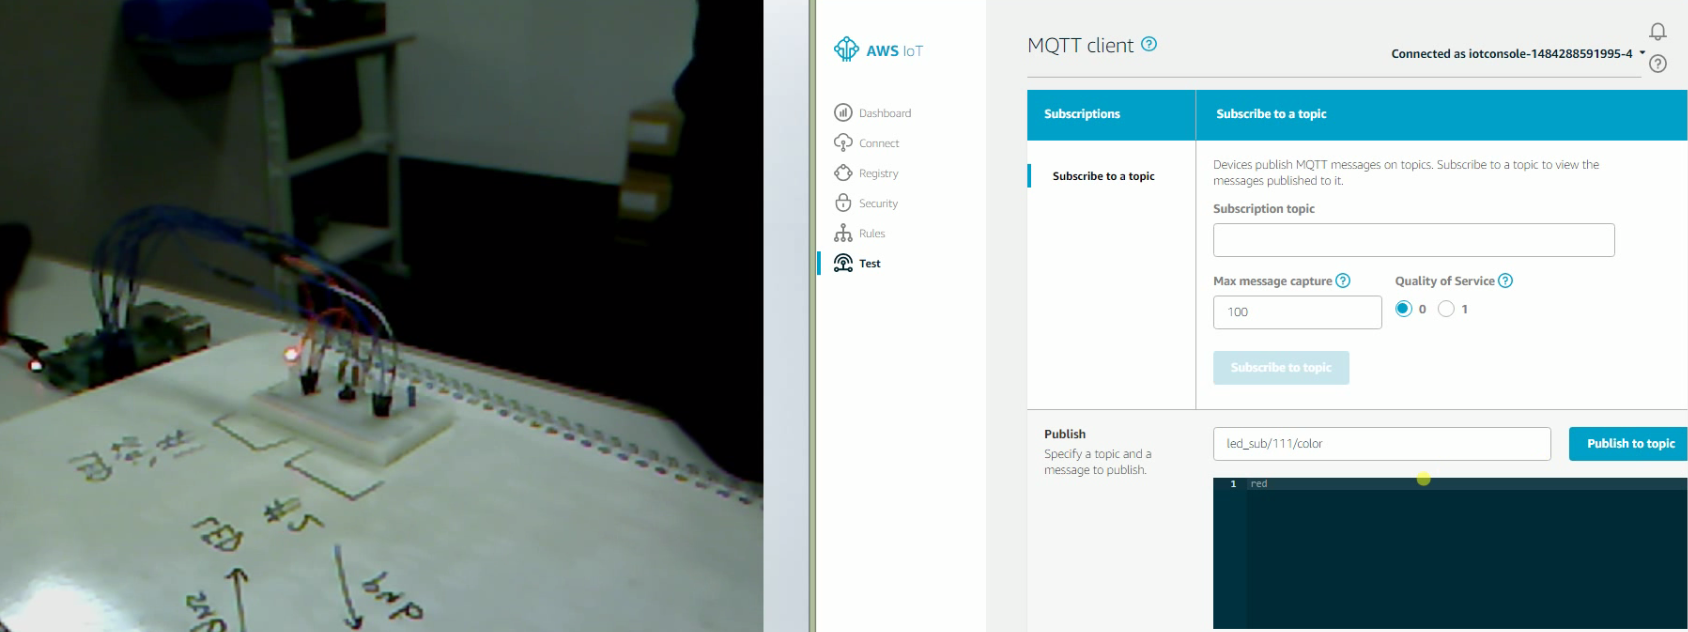 AWS IoT
Dashboard
Connect
Registry
Security
Rules
Test
MQTT client ?
Connected as iotconsole-1484288591995-4
?
Subscriptions
Subscribe to a topic
Subscribe to a topic
Devices publish MQTT messages on topics. Subscribe to a topic to view the
messages published to it.
Subscription topic
Max message capture ?
Quality of Service ?
100
0 1
Subscribe to topic
Publish
Specify a topic and a
message to publish.
led_sub/111/color
Publish to topic
1 red
#5